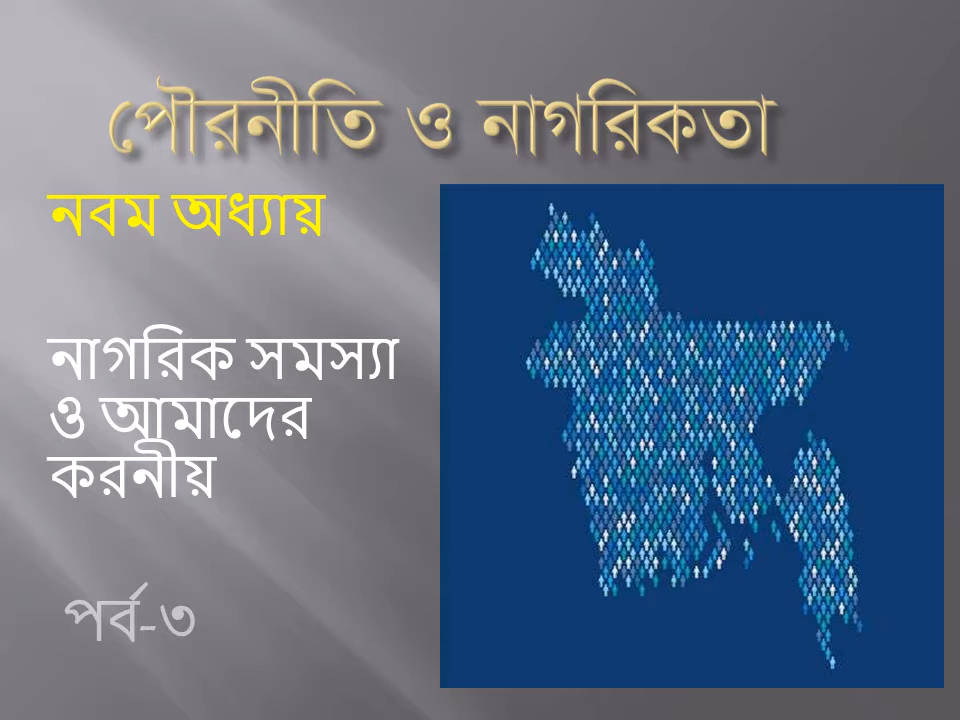 পৌরনীতি ও নাগরিকতা
নবম অধ্যায়
নাগরিক সমস্যা
ও আমাদের
করনীয়
পর্ব-৩